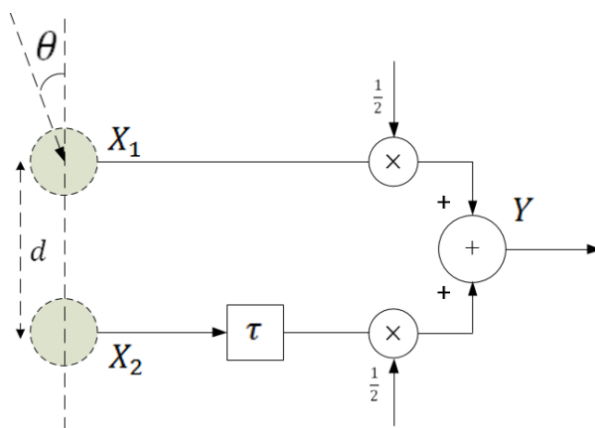 θ
1/2
X₁
×
+
Y
d
+
+
τ
×
X₂
1/2